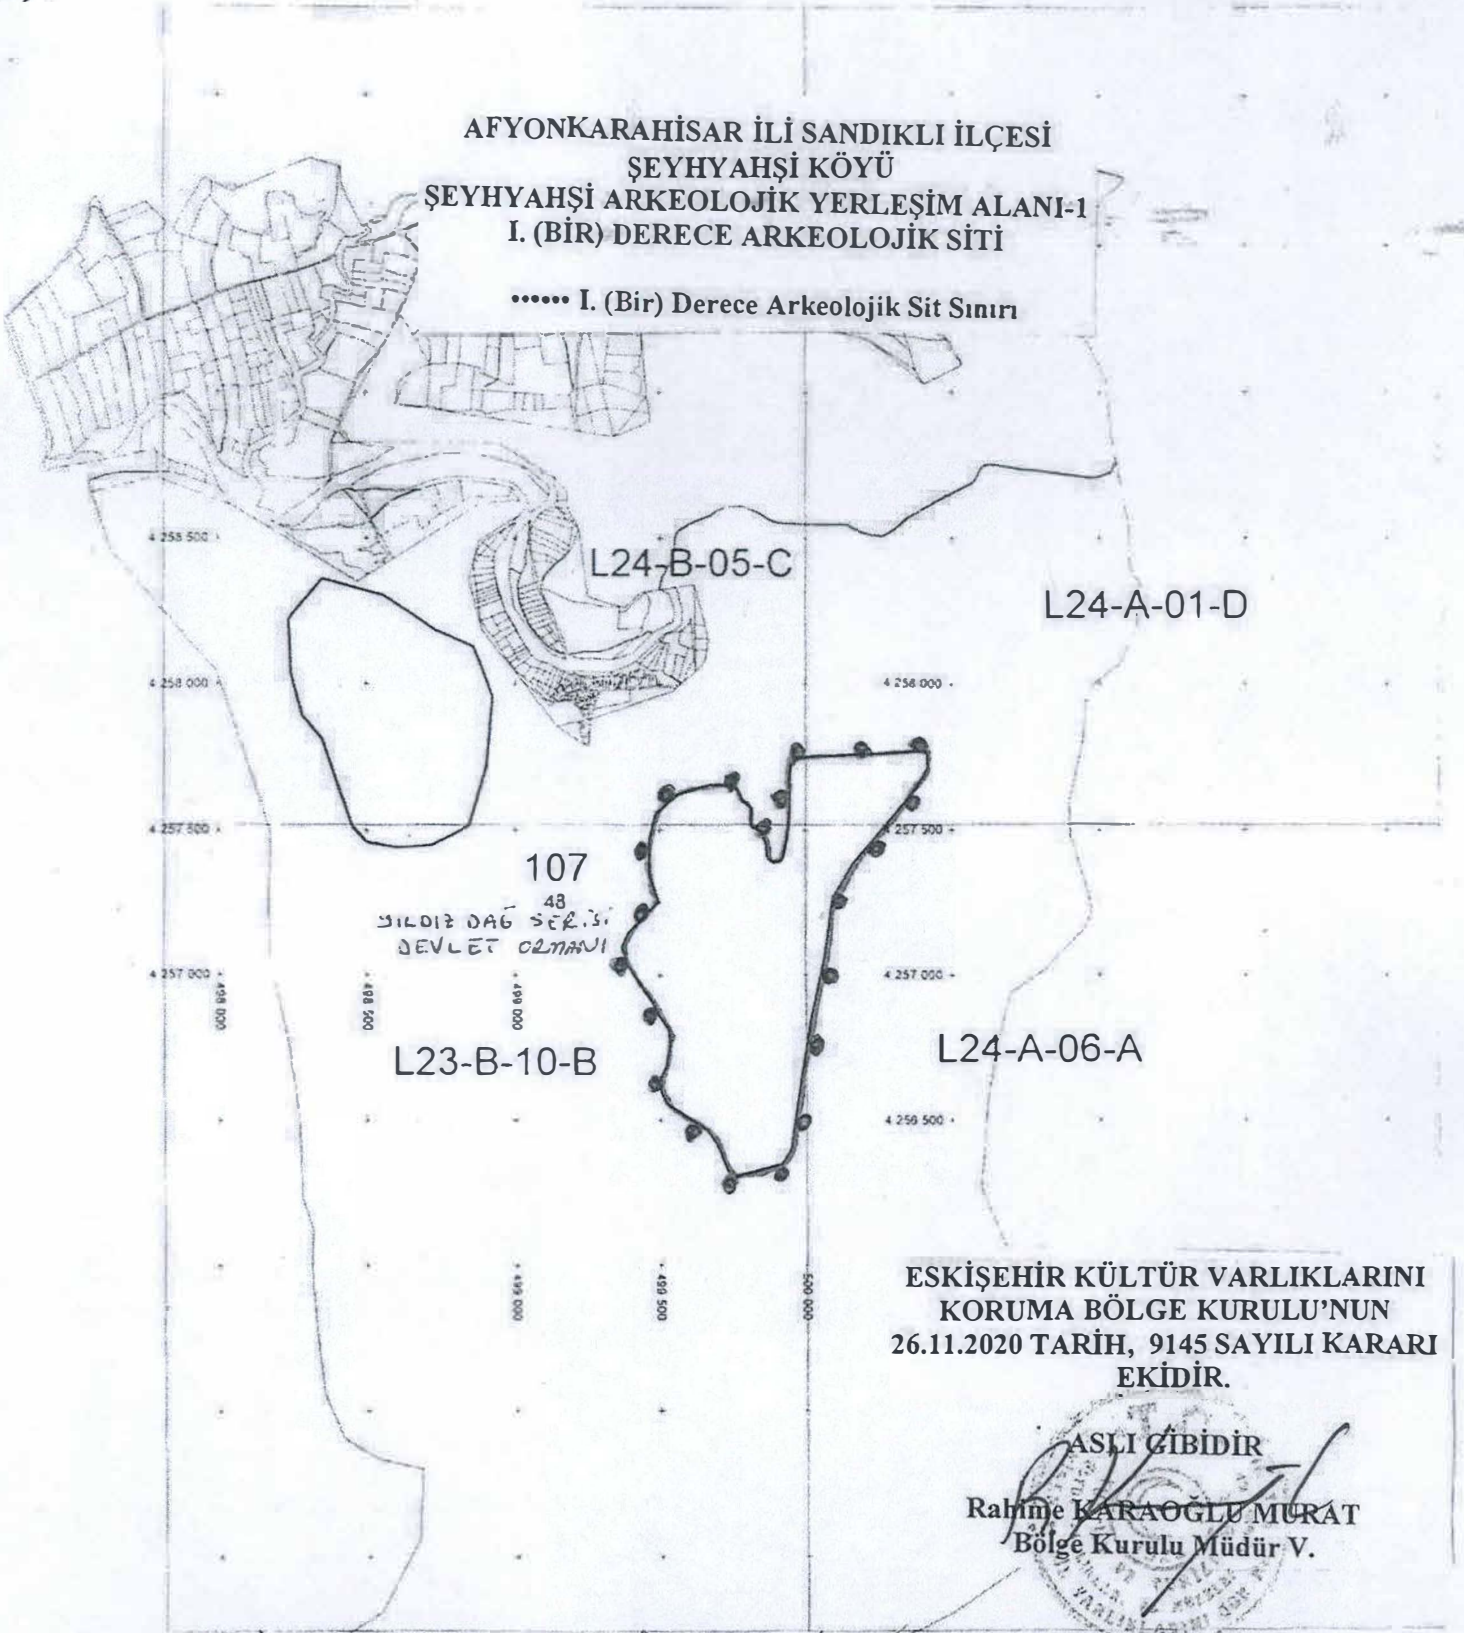 AFYONKARAHİSAR İLİ SANDIKLI İLÇESİ
ŞEYHYAHŞİ KÖYÜ
ŞEYHYAHŞİ ARKEOLOJİK YERLEŞİM ALANI-1
I. (BİR) DERECE ARKEOLOJİK SİTİ
•••••• I. (Bir) Derece Arkeolojik Sit Sınırı
4 258 500
L24-B-05-C
L24-A-01-D
4 258 000
4 258 000
4 257 500
4 257 500
107
48
YILDIZ DAĞ SERİSİ
DEVLET ORMANI
4 257 000
4 257 000
498 000
498 500
499 000
L23-B-10-B
L24-A-06-A
4 256 500
499 000
499 500
500 000
ESKİŞEHİR KÜLTÜR VARLIKLARINI
KORUMA BÖLGE KURULU'NUN
26.11.2020 TARİH, 9145 SAYILI KARARI
EKİDİR.
ASLI GİBİDİR
Rahime KARAOĞLU MURAT
Bölge Kurulu Müdür V.